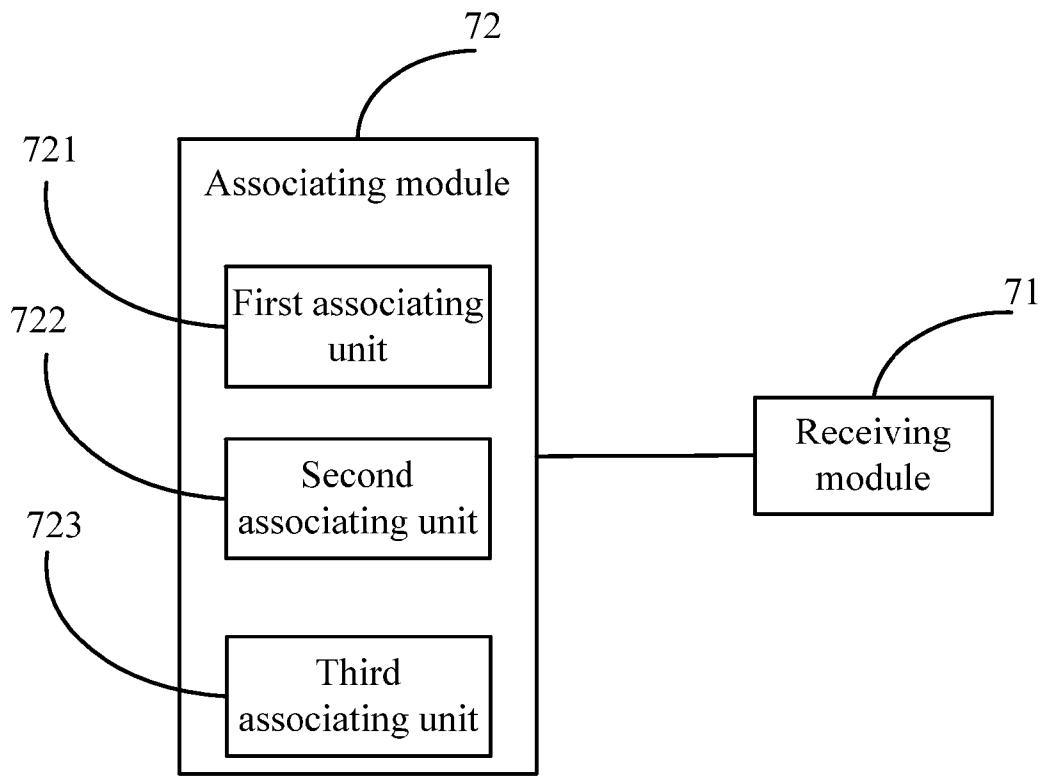 72
721
Associating module
First associating
unit
71
722
Receiving
module
Second
associating unit
723
Third
associating unit